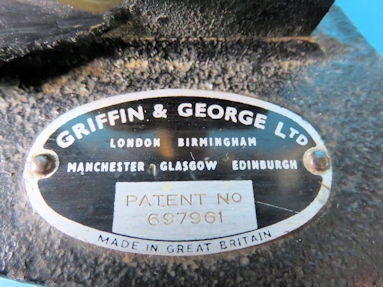 GRIFFIN & GEORGE LTD
LONDON BIRMINGHAM
MANCHESTER GLASGOW EDINBURGH
PATENT NO
697961
MADE IN GREAT BRITAIN